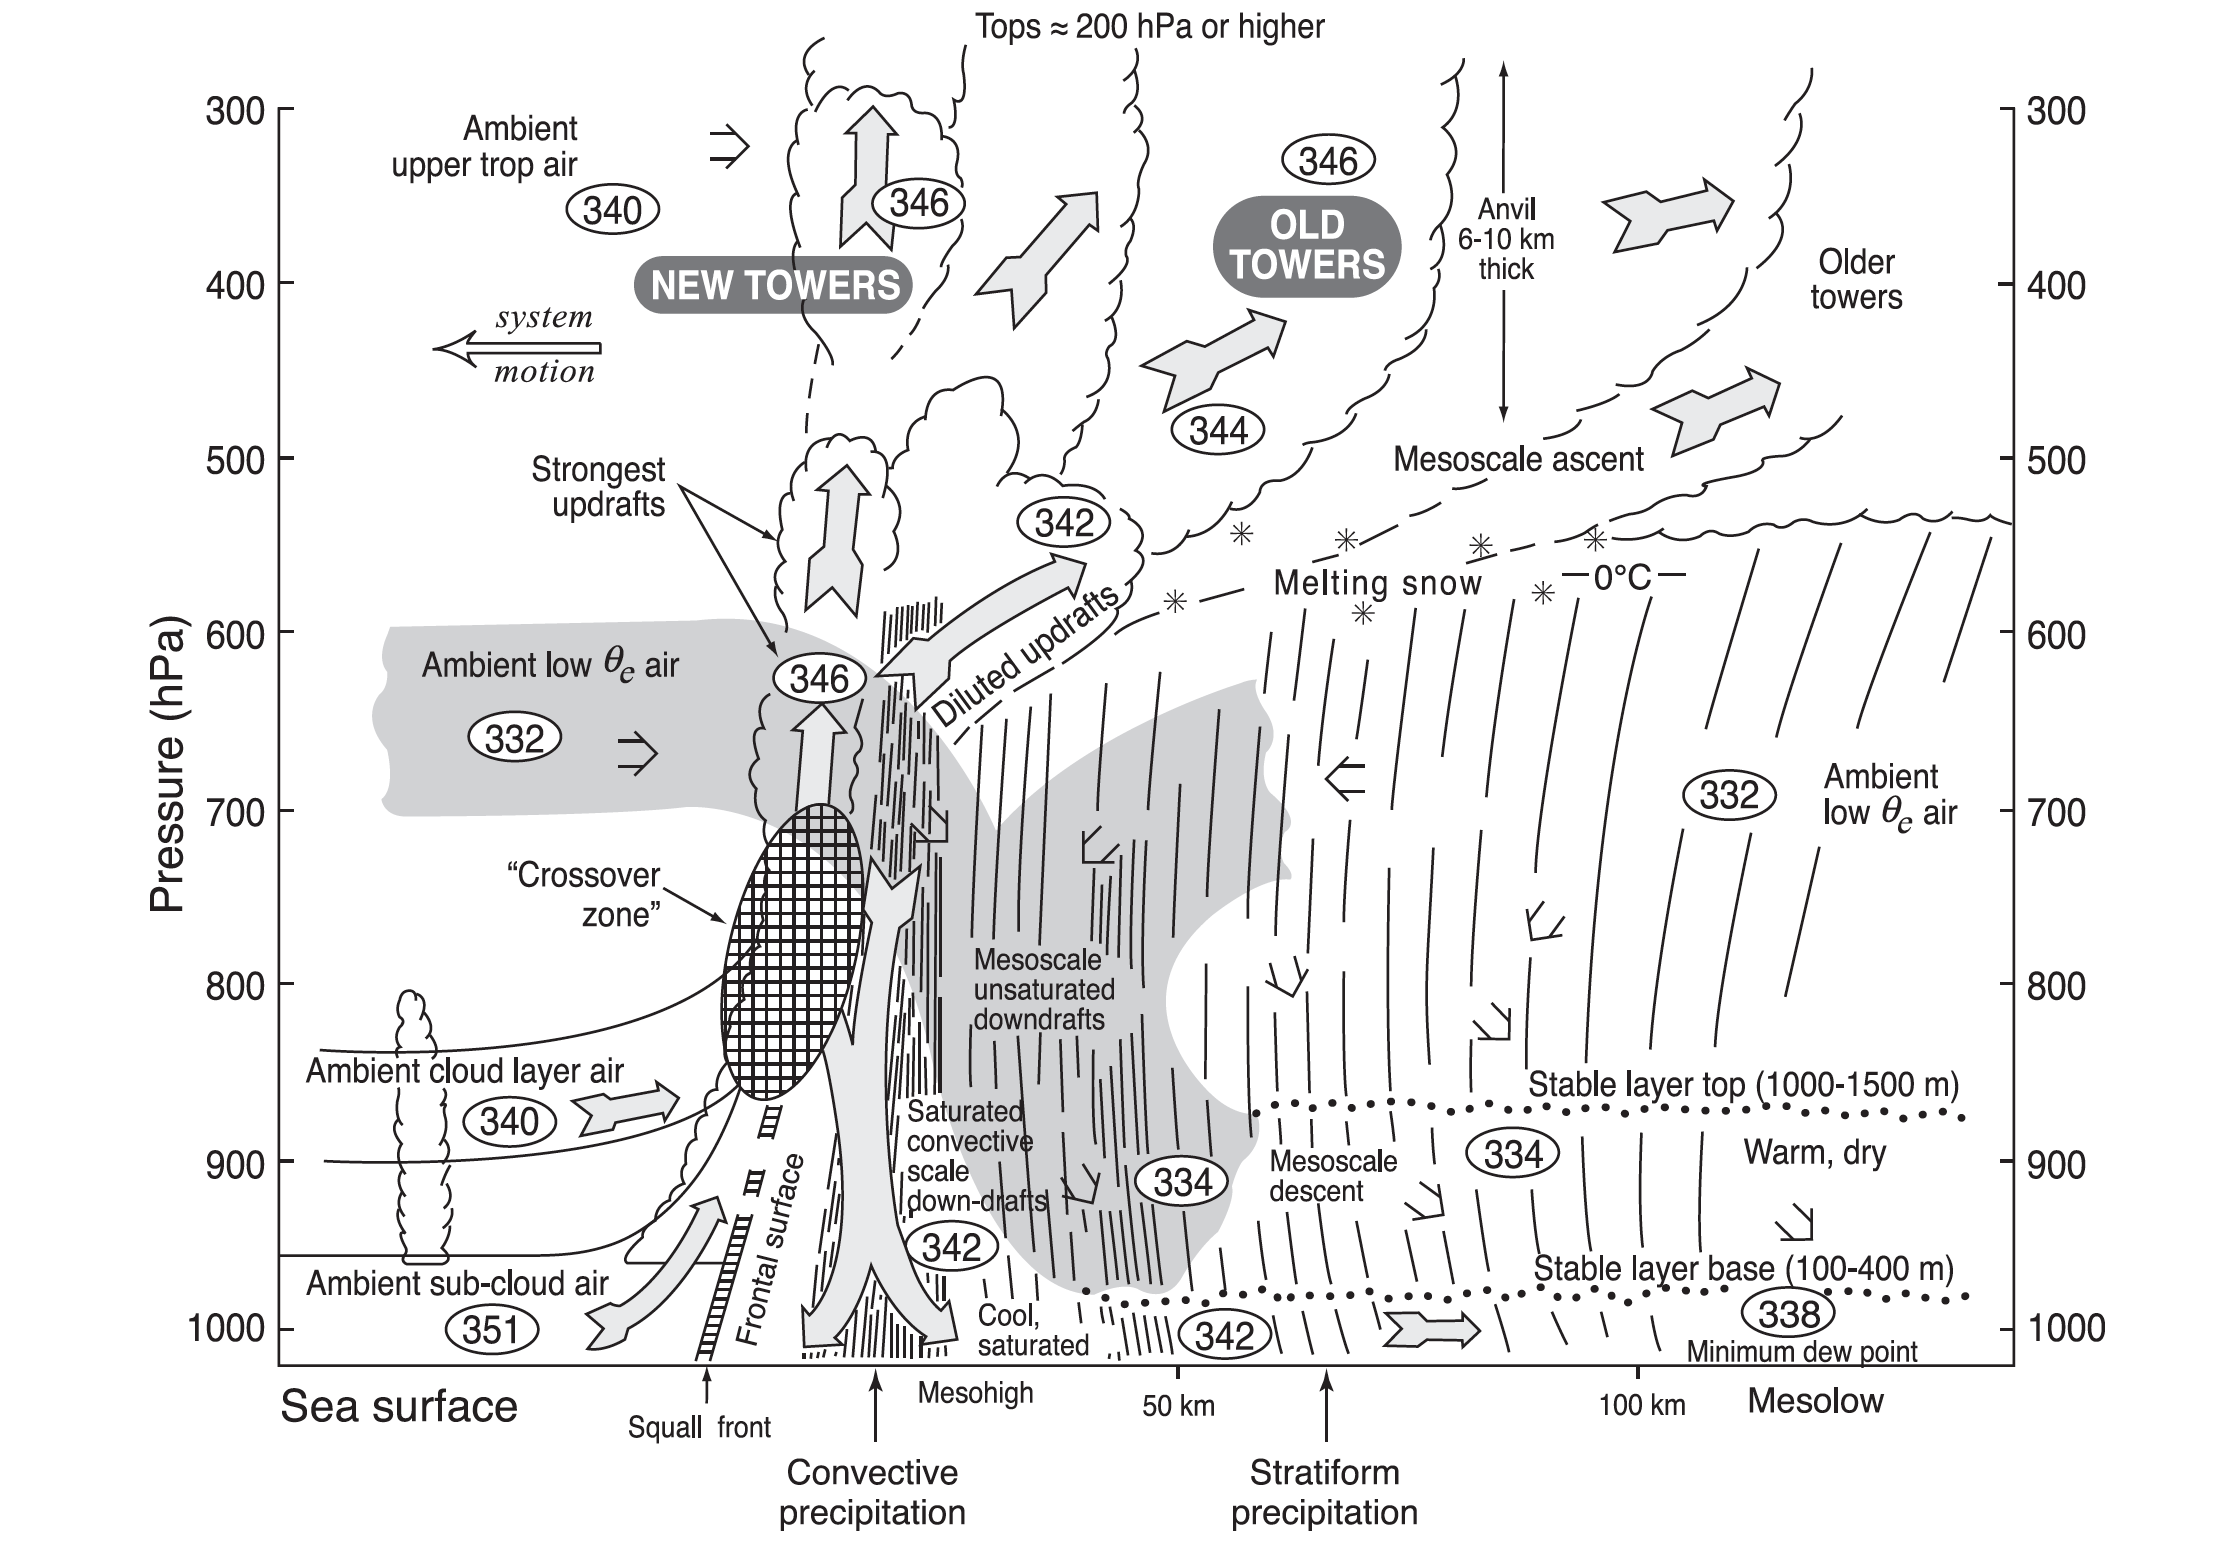 Tops ≈ 200 hPa or higher
300
Ambient
upper trop air
340
346
346
OLD
TOWERS
Anvil
6-10 km
thick
300
NEW TOWERS
400
system
motion
Older
towers
400
344
500
Strongest
updrafts
342
Mesoscale ascent
500
Melting snow
0°C
600
Pressure (hPa)
Ambient low θe air
346
332
Diluted updrafts
600
332
Ambient
low θe air
700
700
“Crossover
zone”
Mesoscale
unsaturated
downdrafts
800
800
Ambient cloud layer air
340
Saturated
convective
scale
down-drafts
342
Stable layer top (1000-1500 m)
334
Mesoscale
descent
334
Warm, dry
900
900
Frontal surface
Ambient sub-cloud air
351
Cool,
saturated
342
Stable layer base (100-400 m)
338
Minimum dew point
1000
1000
Sea surface
Squall front
Mesohigh
50 km
100 km
Mesolow
Convective
precipitation
Stratiform
precipitation